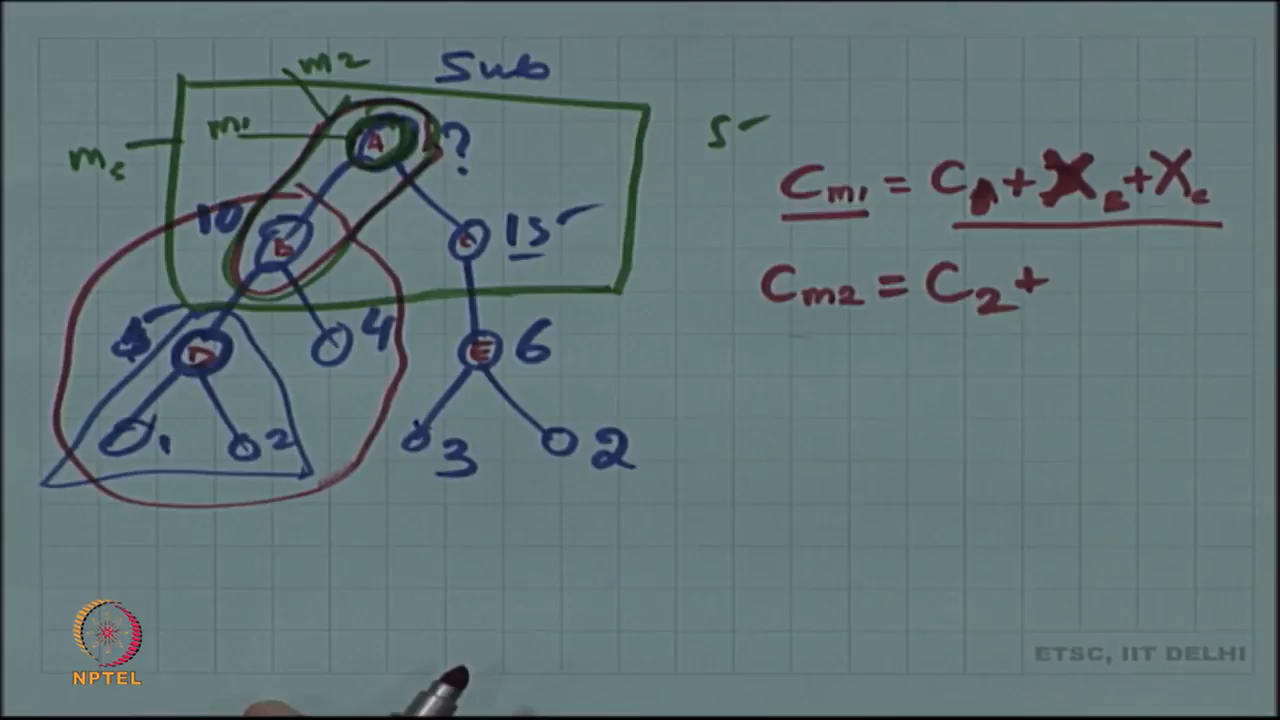 m2 Sub
m1 A ?
ms
10 B C 15
5
Cm1 = C1 + XB + Xc
Cm2 = C2 +
D 4 E 6
1 2 3 2
NPTEL
ETSC, IIT DELHI